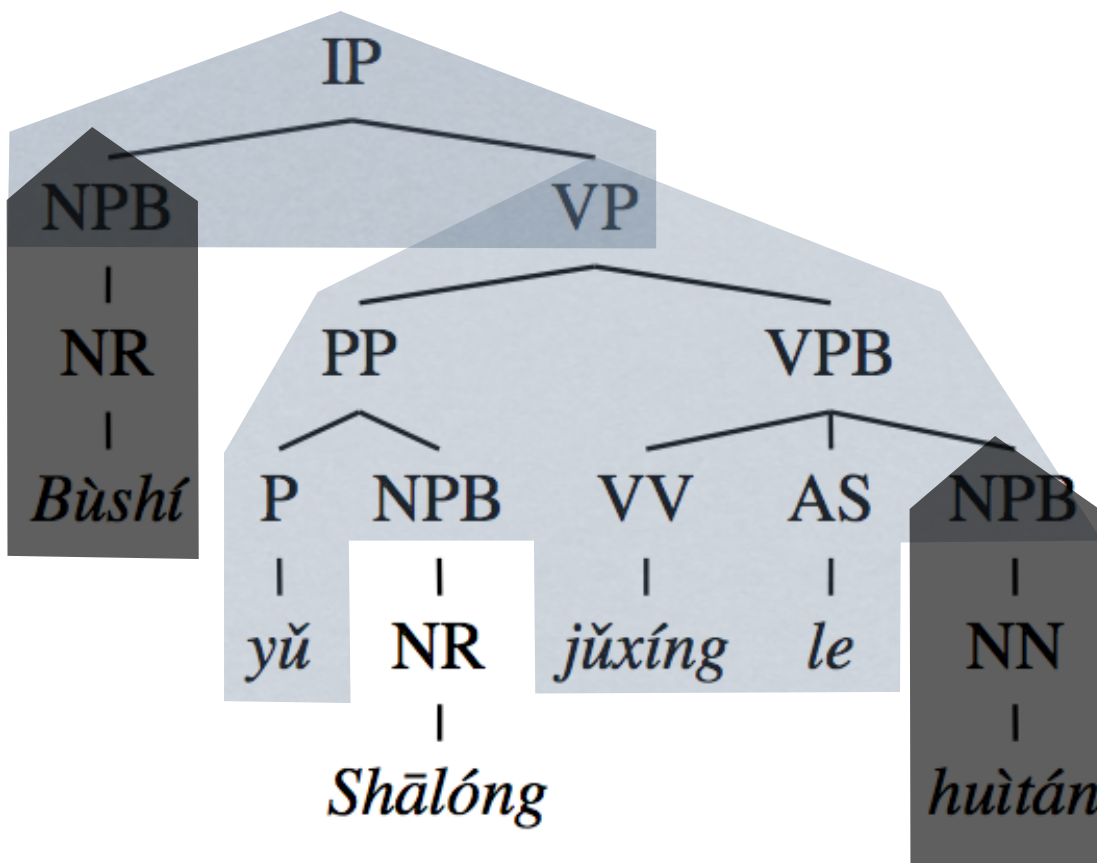 IP
NPB VP
NR PP VPB
Bùshí P NPB VV AS NPB
yǔ NR jǔxíng le NN
Shālóng huìtán